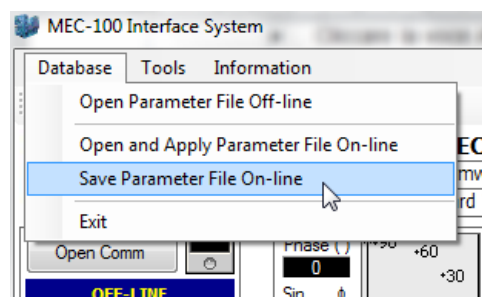 MEC-100 Interface System
Database Tools Information
Open Parameter File Off-line
Open and Apply Parameter File On-line
Save Parameter File On-line
Exit
Open Comm
OFF-LINE
Phase ( )
0
+90
+60
+30
Sin ϕ